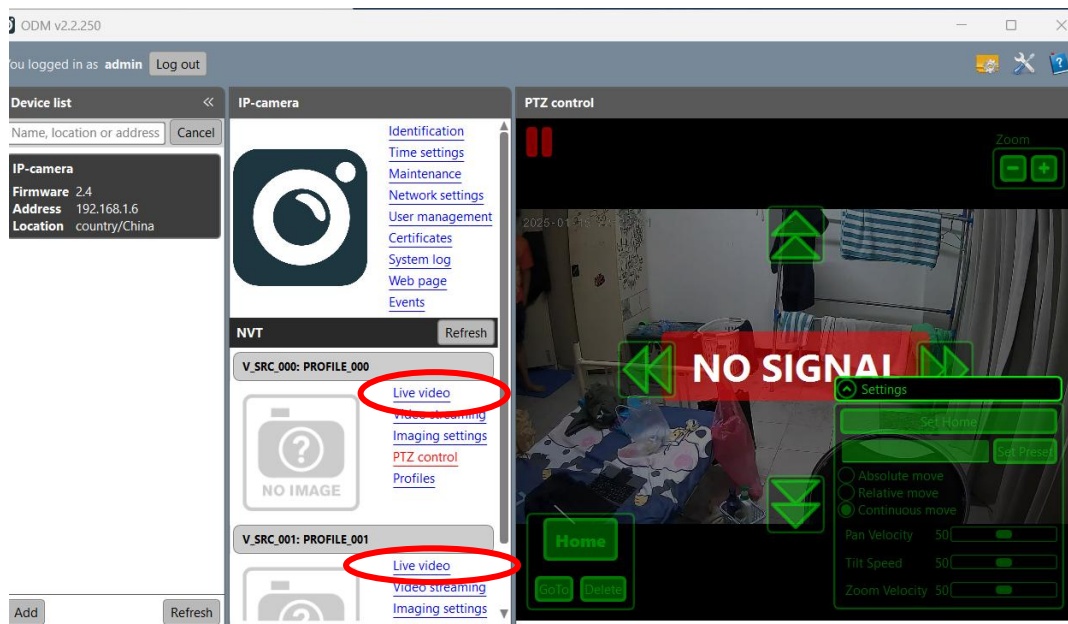 ODM v2.2.250
You logged in as admin Log out
Device list
Name, location or address Cancel
IP-camera
Firmware 2.4
Address 192.168.1.6
Location country/China
Add Refresh
IP-camera
Identification
Time settings
Maintenance
Network settings
User management
Certificates
System log
Web page
Events
NVT Refresh
V_SRC_000: PROFILE_000
NO IMAGE
Live video
Video streaming
Imaging settings
PTZ control
Profiles
V_SRC_001: PROFILE_001
Live video
Video streaming
Imaging settings
PTZ control
Zoom
NO SIGNAL
Settings
Set Home
Set Preset
Absolute move
Relative move
Continuous move
Pan Velocity 50
Tilt Speed 50
Zoom Velocity 50
Home
GoTo Delete